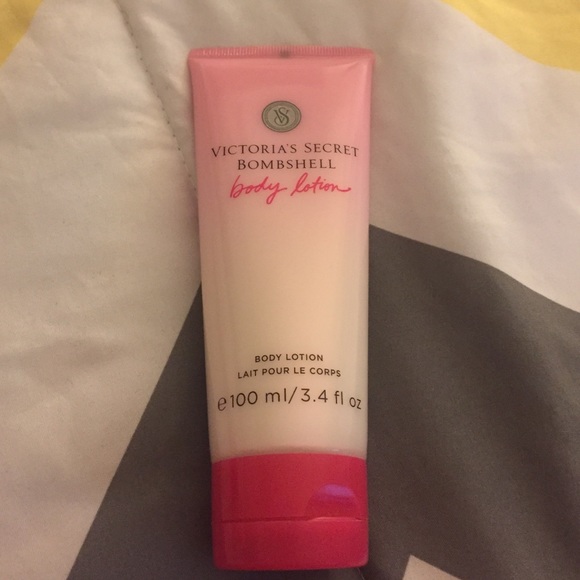 VS
VICTORIA'S SECRET
BOMBSHELL
body lotion
BODY LOTION
LAIT POUR LE CORPS
℮ 100 ml/3.4 fl oz